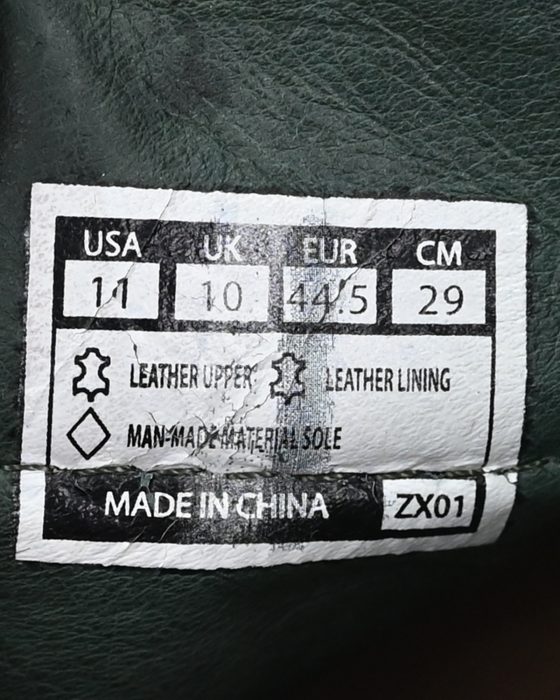 USA UK EUR CM
11 10 44.5 29
LEATHER UPPER LEATHER LINING
MAN-MADE MATERIAL SOLE
MADE IN CHINA ZX01